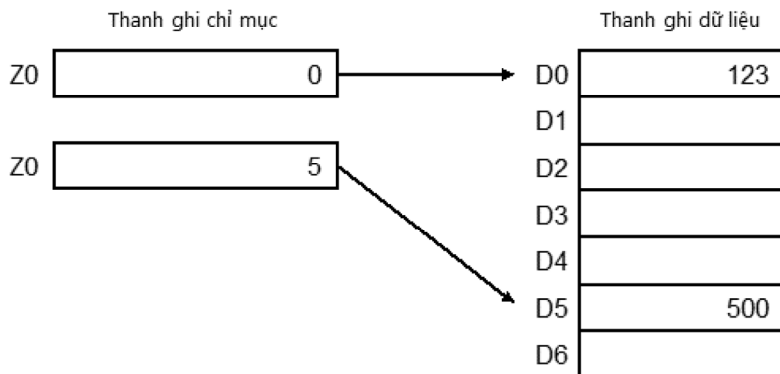 Thanh ghi chỉ mục
Thanh ghi dữ liệu
Z0 0
D0 123
D1
Z0 5
D2
D3
D4
D5 500
D6